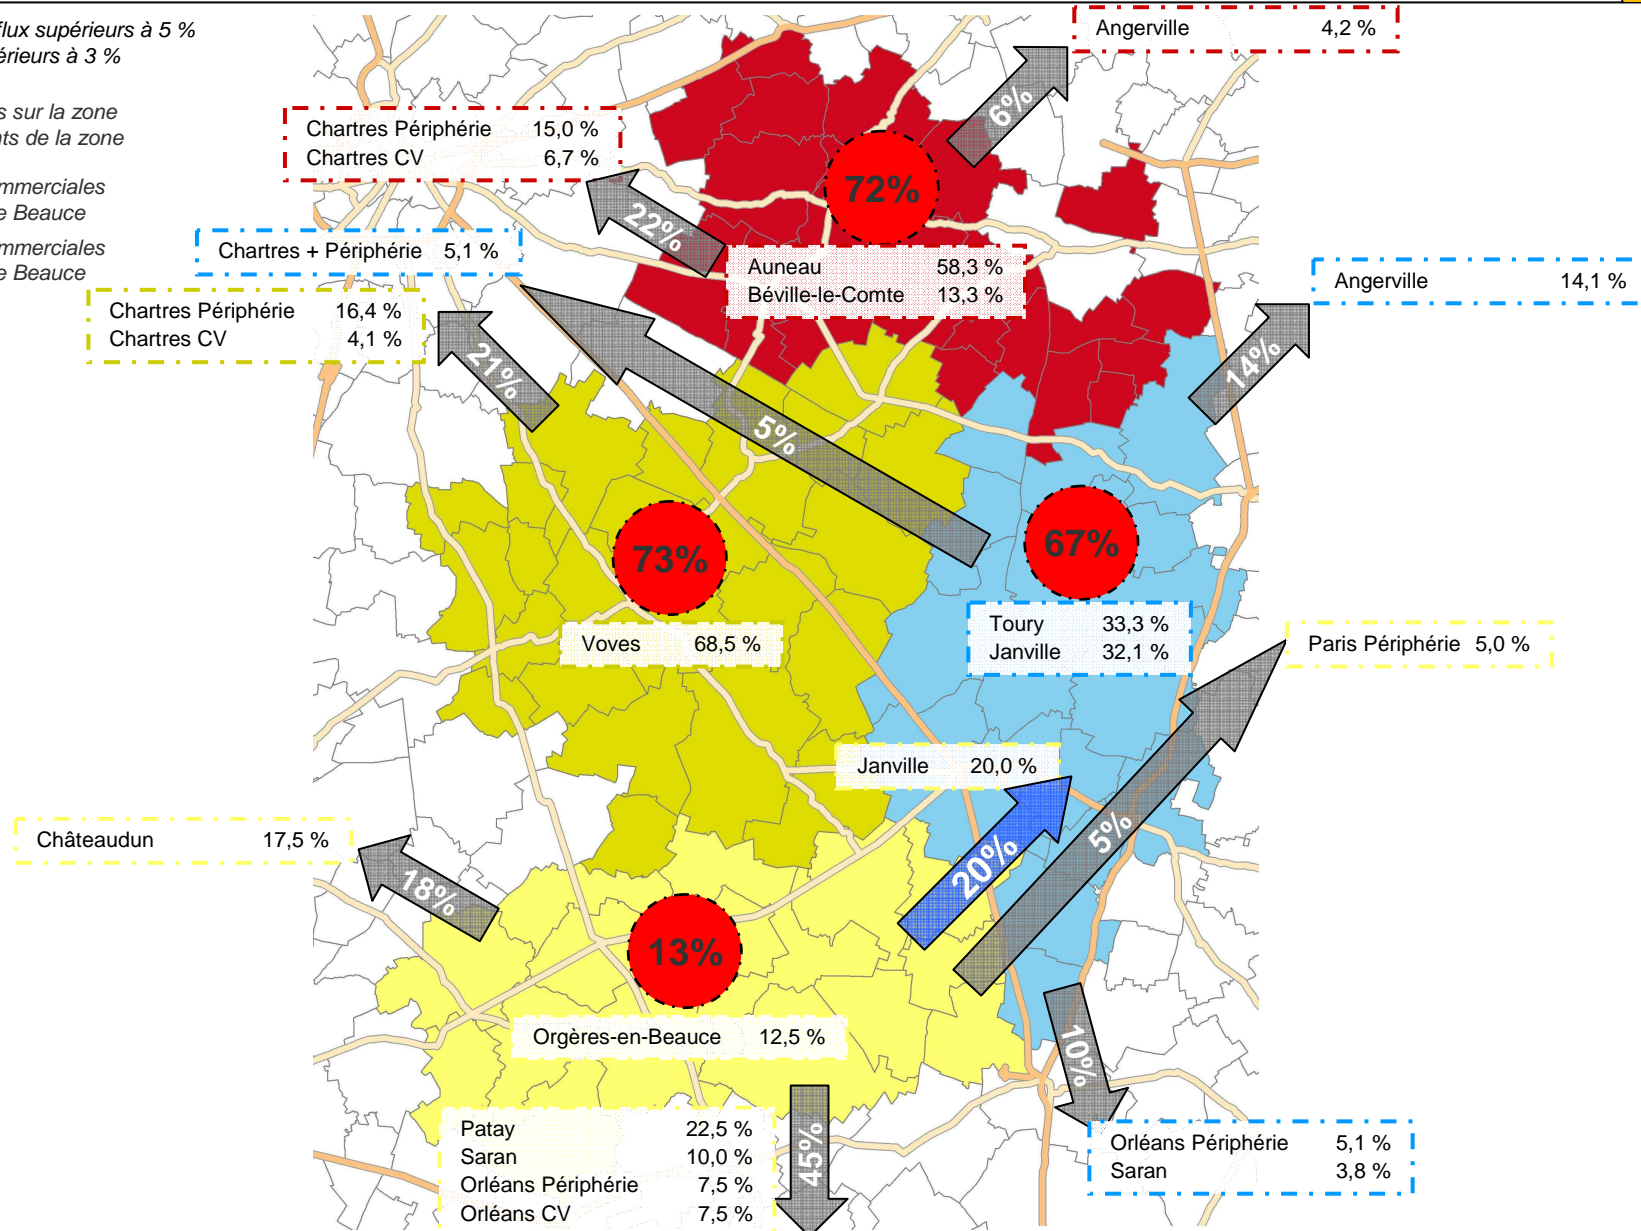 flux supérieurs à 5 %
érieurs à 3 %
s sur la zone
nts de la zone
mmerciales
e Beauce
mmerciales
e Beauce
Angerville 4,2 %
6%
Chartres Périphérie 15,0 %
Chartres CV 6,7 %
22%
72%
Auneau 58,3 %
Béville-le-Comte 13,3 %
Chartres + Périphérie 5,1 %
Angerville 14,1 %
14%
Chartres Périphérie 16,4 %
Chartres CV 4,1 %
21%
5%
73%
67%
Voves 68,5 %
Toury 33,3 %
Janville 32,1 %
Paris Périphérie 5,0 %
Janville 20,0 %
20%
5%
Châteaudun 17,5 %
18%
13%
Orgères-en-Beauce 12,5 %
10%
Patay 22,5 %
Saran 10,0 %
Orléans Périphérie 7,5 %
Orléans CV 7,5 %
45%
Orléans Périphérie 5,1 %
Saran 3,8 %